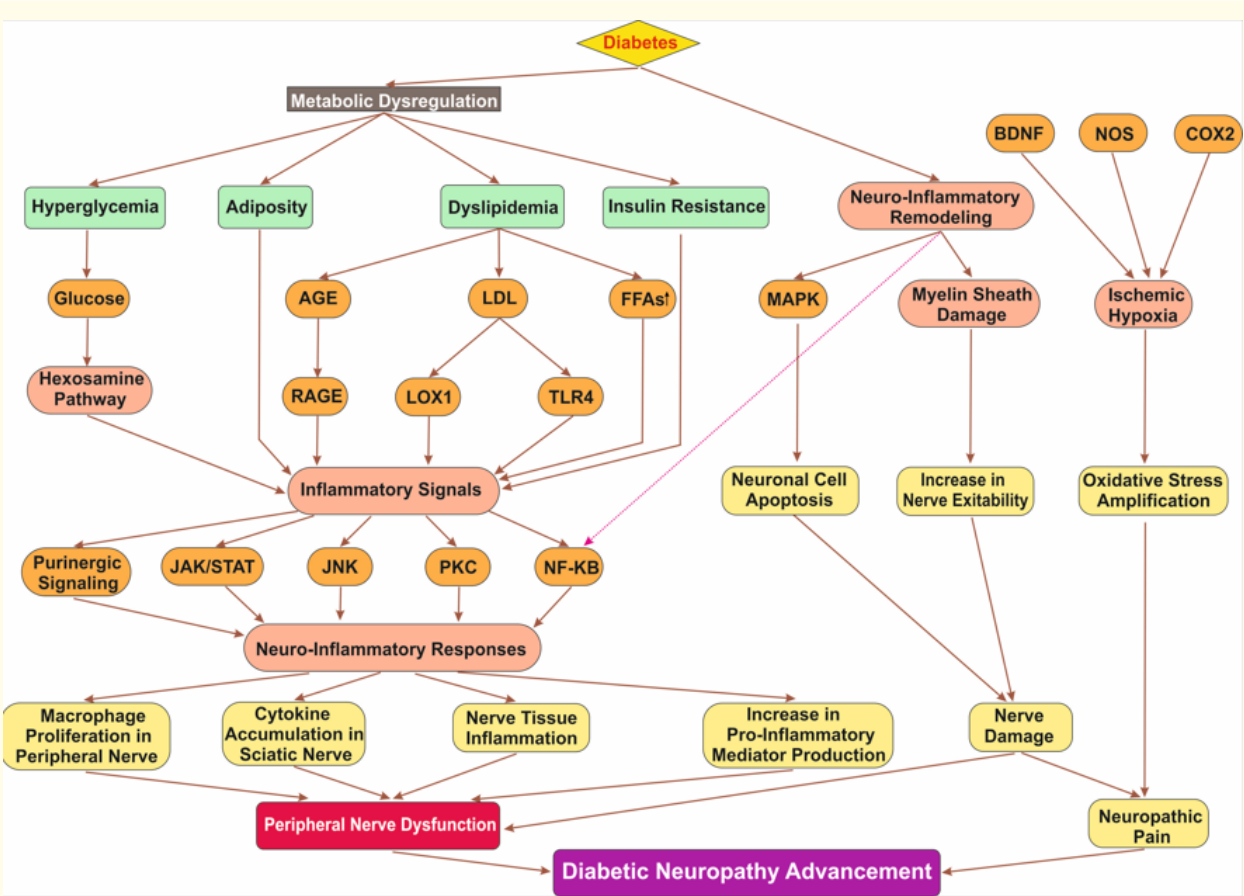 Diabetes
Metabolic Dysregulation
BDNF
NOS
COX2
Hyperglycemia
Adiposity
Dyslipidemia
Insulin Resistance
Neuro-Inflammatory
Remodeling
Glucose
AGE
LDL
FFAs↑
MAPK
Myelin Sheath
Damage
Ischemic
Hypoxia
Hexosamine
Pathway
RAGE
LOX1
TLR4
Inflammatory Signals
Neuronal Cell
Apoptosis
Increase in
Nerve Exitability
Oxidative Stress
Amplification
Purinergic
Signaling
JAK/STAT
JNK
PKC
NF-KB
Neuro-Inflammatory Responses
Macrophage
Proliferation in
Peripheral Nerve
Cytokine
Accumulation in
Sciatic Nerve
Nerve Tissue
Inflammation
Increase in
Pro-Inflammatory
Mediator Production
Nerve
Damage
Peripheral Nerve Dysfunction
Neuropathic
Pain
Diabetic Neuropathy Advancement